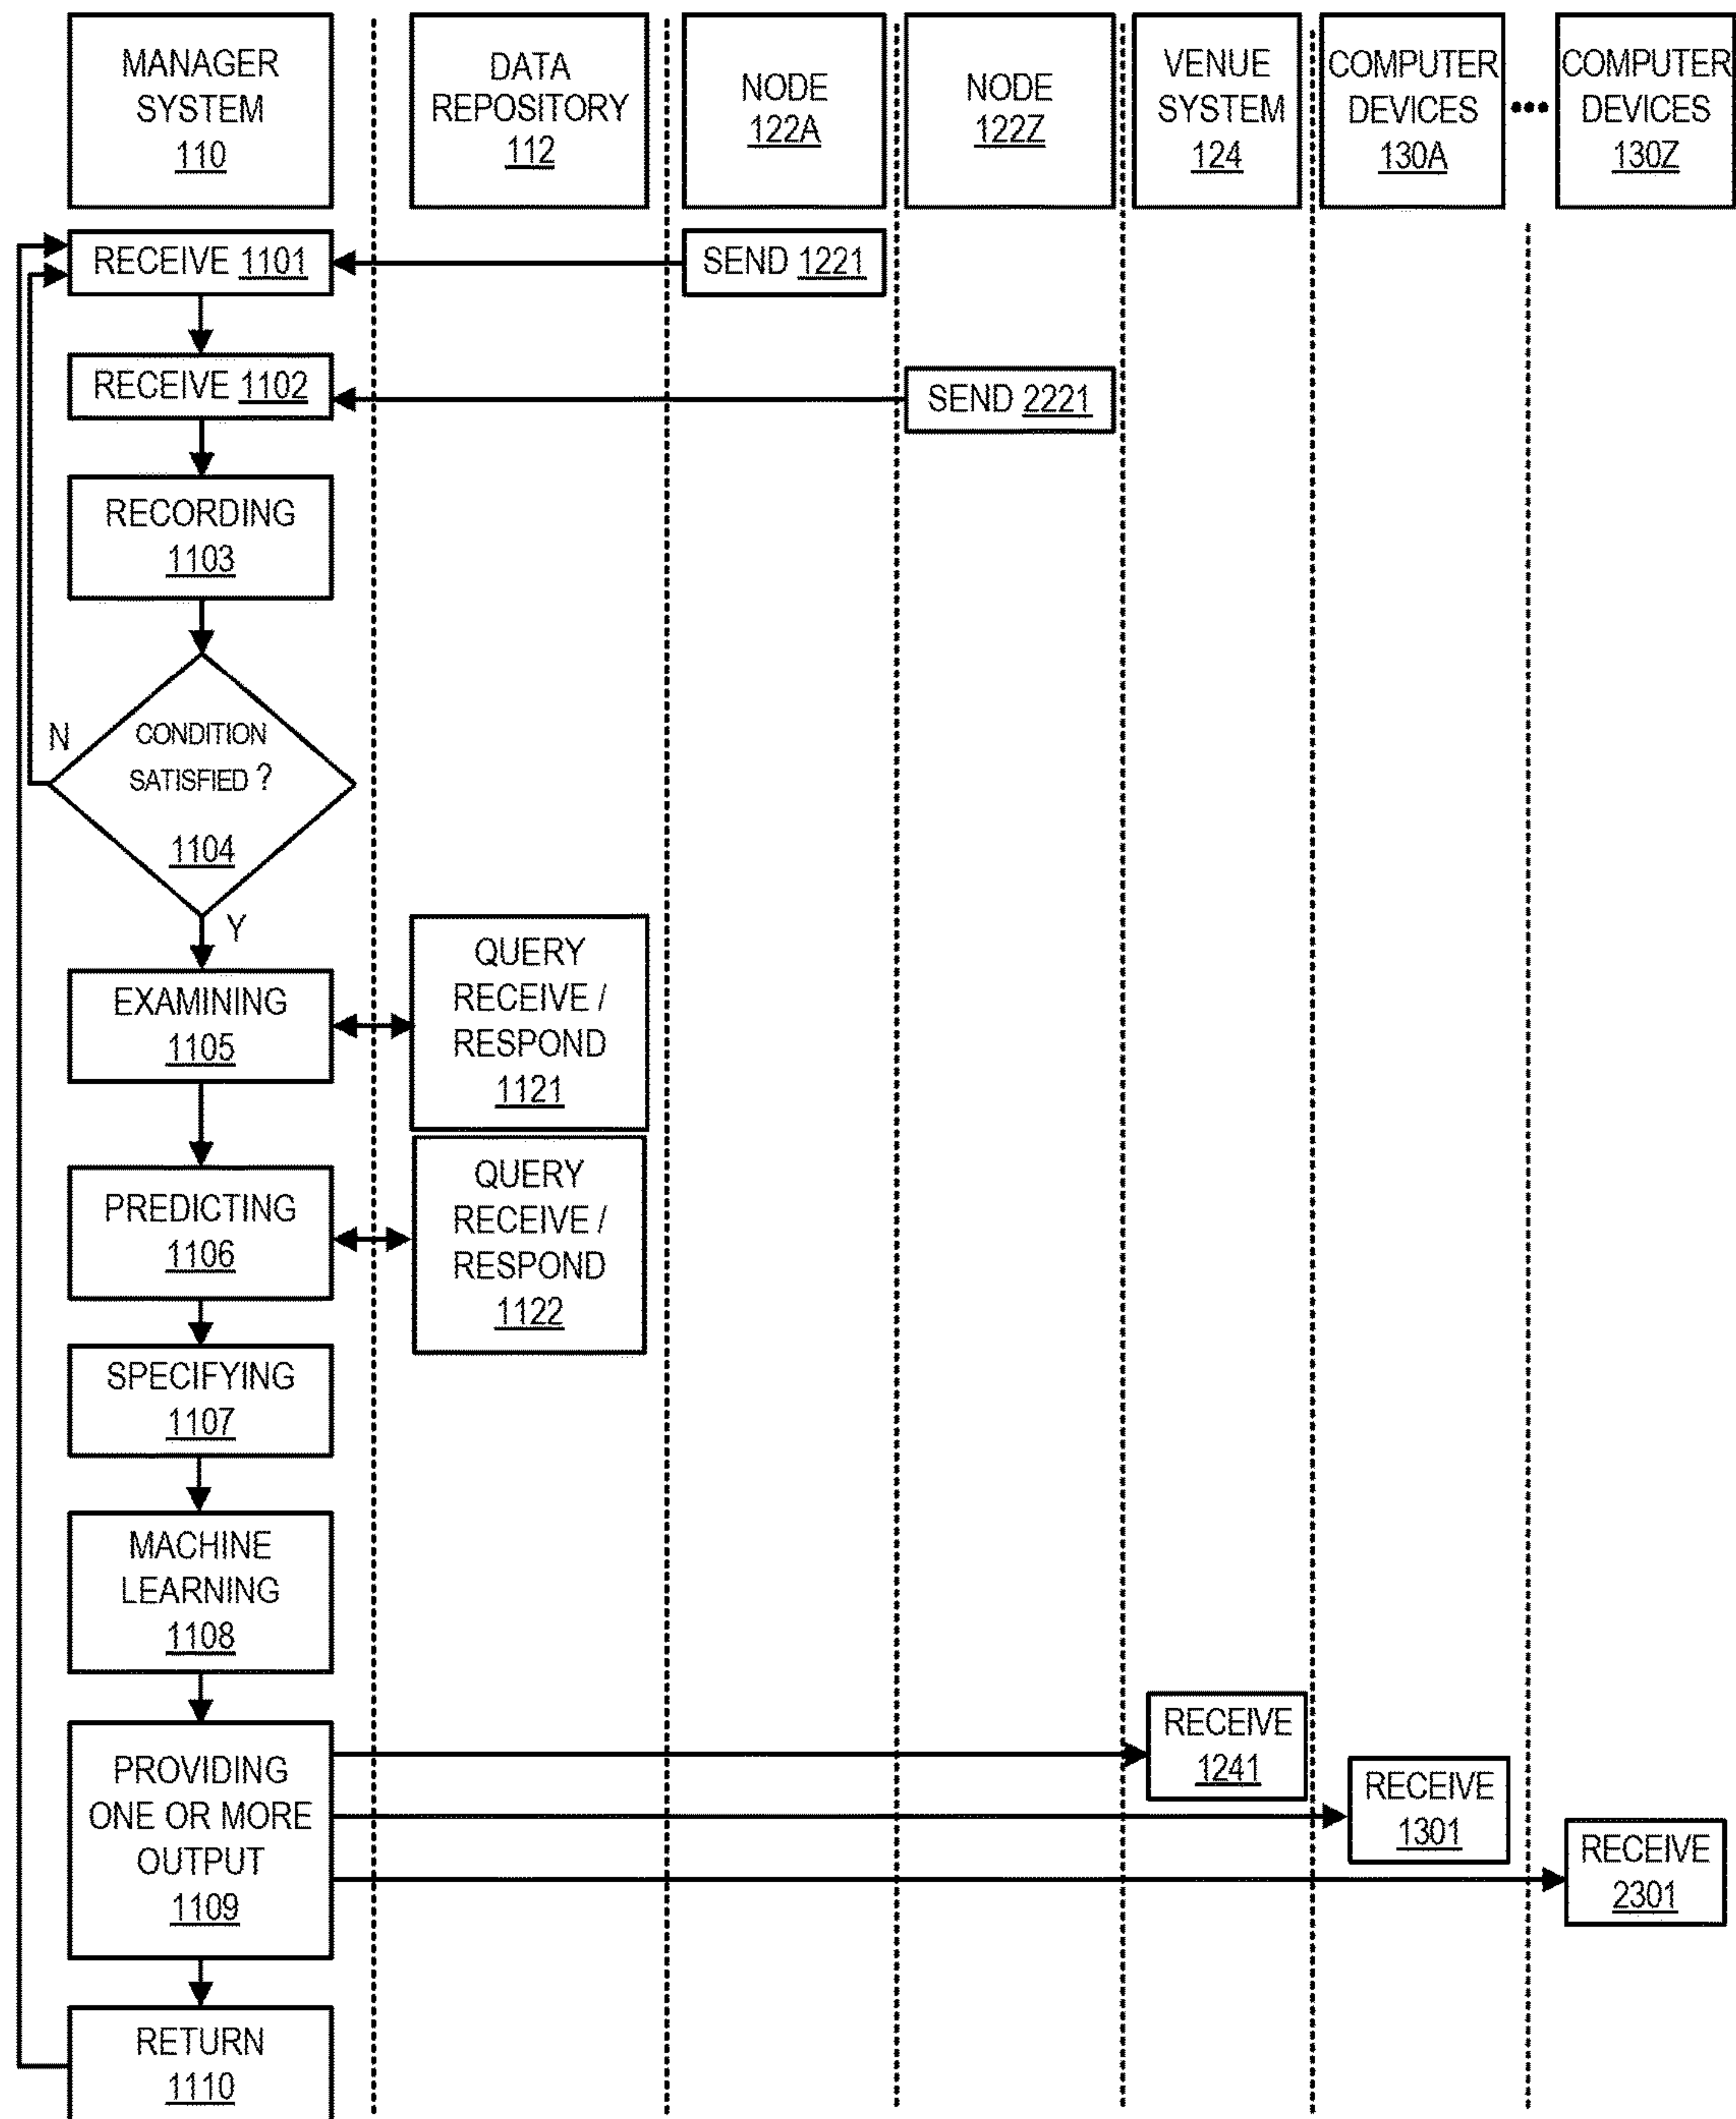 MANAGER
SYSTEM
110
DATA
REPOSITORY
112
NODE
122A
NODE
122Z
VENUE
SYSTEM
124
COMPUTER
DEVICES
130A
•••
COMPUTER
DEVICES
130Z
RECEIVE 1101
SEND 1221
RECEIVE 1102
SEND 2221
RECORDING
1103
N
CONDITION
SATISFIED ?
1104
Y
EXAMINING
1105
QUERY
RECEIVE /
RESPOND
1121
PREDICTING
1106
QUERY
RECEIVE /
RESPOND
1122
SPECIFYING
1107
MACHINE
LEARNING
1108
PROVIDING
ONE OR MORE
OUTPUT
1109
RECEIVE
1241
RECEIVE
1301
RECEIVE
2301
RETURN
1110